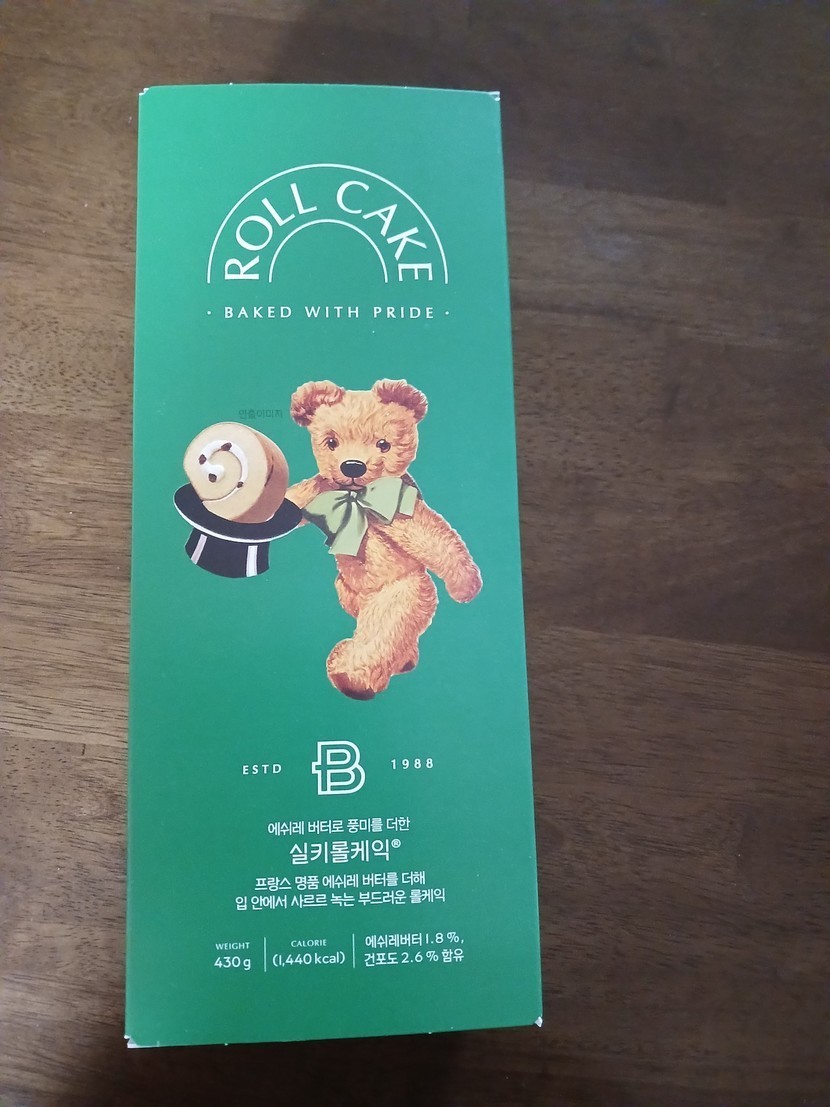 ROLL CAKE
· BAKED WITH PRIDE ·
연출이미지
ESTD B 1988
에쉬레 버터로 풍미를 더한
실키롤케익®
프랑스 명품 에쉬레 버터를 더해
입 안에서 사르르 녹는 부드러운 롤케익
WEIGHT
430g
CALORIE
(1,440 kcal)
에쉬레버터 1.8 %,
건포도 2.6 % 함유